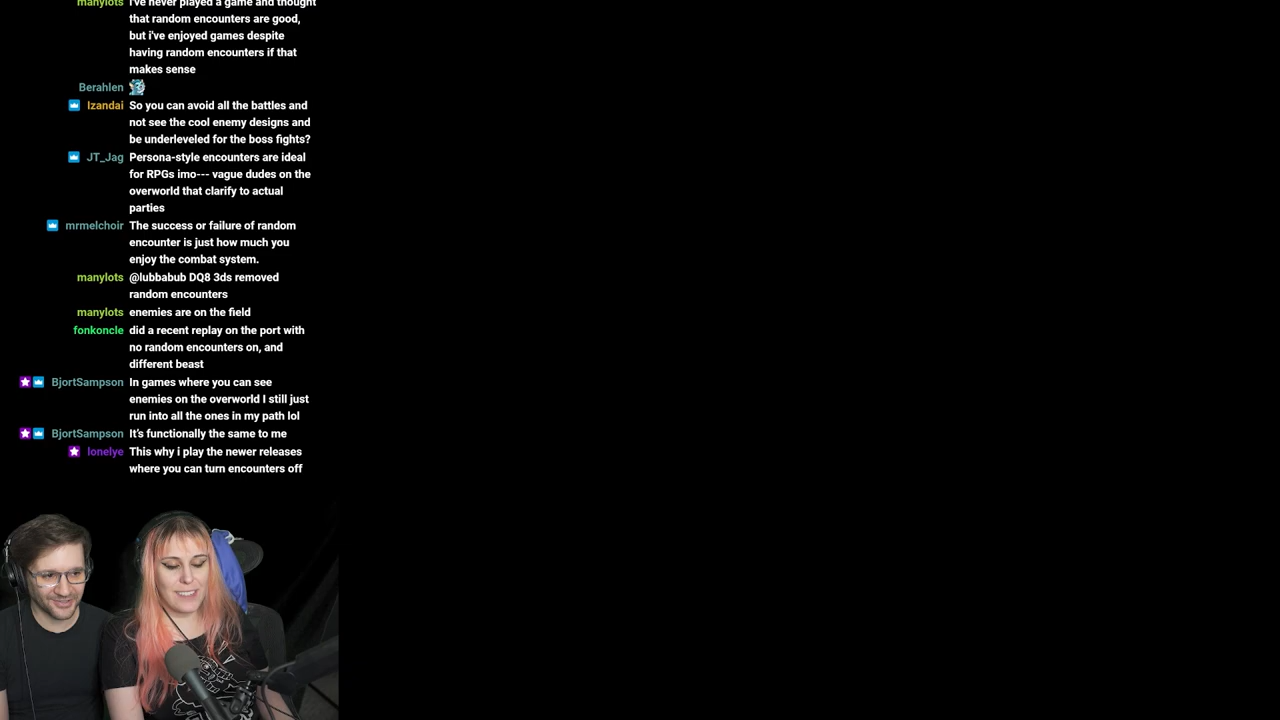 manylots I've never played a game and thought
that random encounters are good,
but i've enjoyed games despite
having random encounters if that
makes sense
Berahlen
Izandai So you can avoid all the battles and
not see the cool enemy designs and
be underleveled for the boss fights?
JT_Jag Persona-style encounters are ideal
for RPGs imo--- vague dudes on the
overworld that clarify to actual
parties
mrmelchoir The success or failure of random
encounter is just how much you
enjoy the combat system.
manylots @lubbabub DQ8 3ds removed
random encounters
manylots enemies are on the field
fonkoncle did a recent replay on the port with
no random encounters on, and
different beast
BjortSampson In games where you can see
enemies on the overworld I still just
run into all the ones in my path lol
BjortSampson It's functionally the same to me
lonelye This why i play the newer releases
where you can turn encounters off